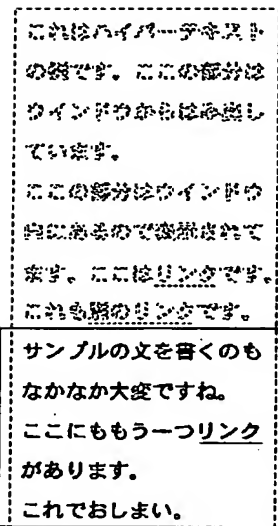 これはハイパーテキスト
の例です。ここの部分は
ウインドウからははみ出し
ています。
ここの部分はウインドウ
内にあるので表示されて
ます。ここはリンクです。
これも別のリンクです。
サンプルの文を書くのも
なかなか大変ですね。
ここにももう一つリンク
があります。
これでおしまい。